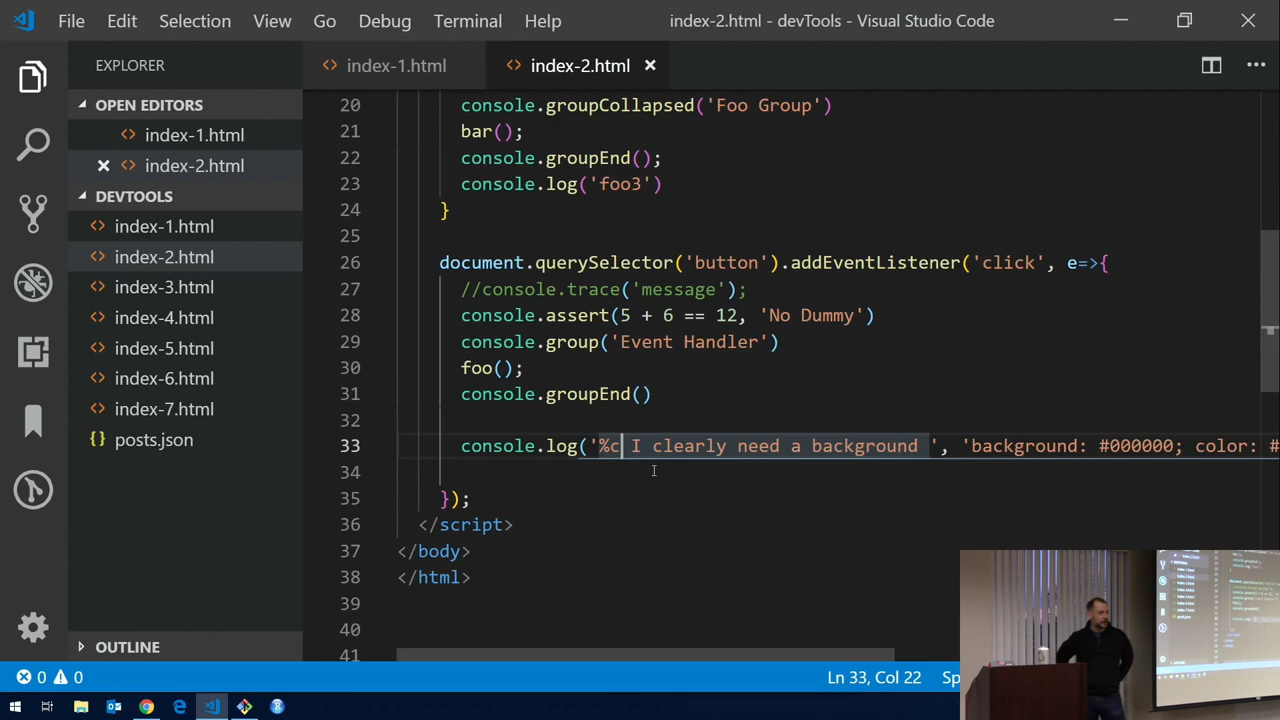 File Edit Selection View Go Debug Terminal Help index-2.html - devTools - Visual Studio Code
EXPLORER
OPEN EDITORS
index-1.html
index-2.html
DEVTOOLS
index-1.html
index-2.html
index-3.html
index-4.html
index-5.html
index-6.html
index-7.html
posts.json
OUTLINE
index-1.html index-2.html
20 console.groupCollapsed('Foo Group')
21 bar();
22 console.groupEnd();
23 console.log('foo3')
24 }
25
26 document.querySelector('button').addEventListener('click', e=>{
27 //console.trace('message');
28 console.assert(5 + 6 == 12, 'No Dummy')
29 console.group('Event Handler')
30 foo();
31 console.groupEnd()
32
33 console.log('%c I clearly need a background ', 'background: #000000; color: #
34
35 });
36 </script>
37 </body>
38 </html>
39
40
41
0 0 Ln 33, Col 22 Sp